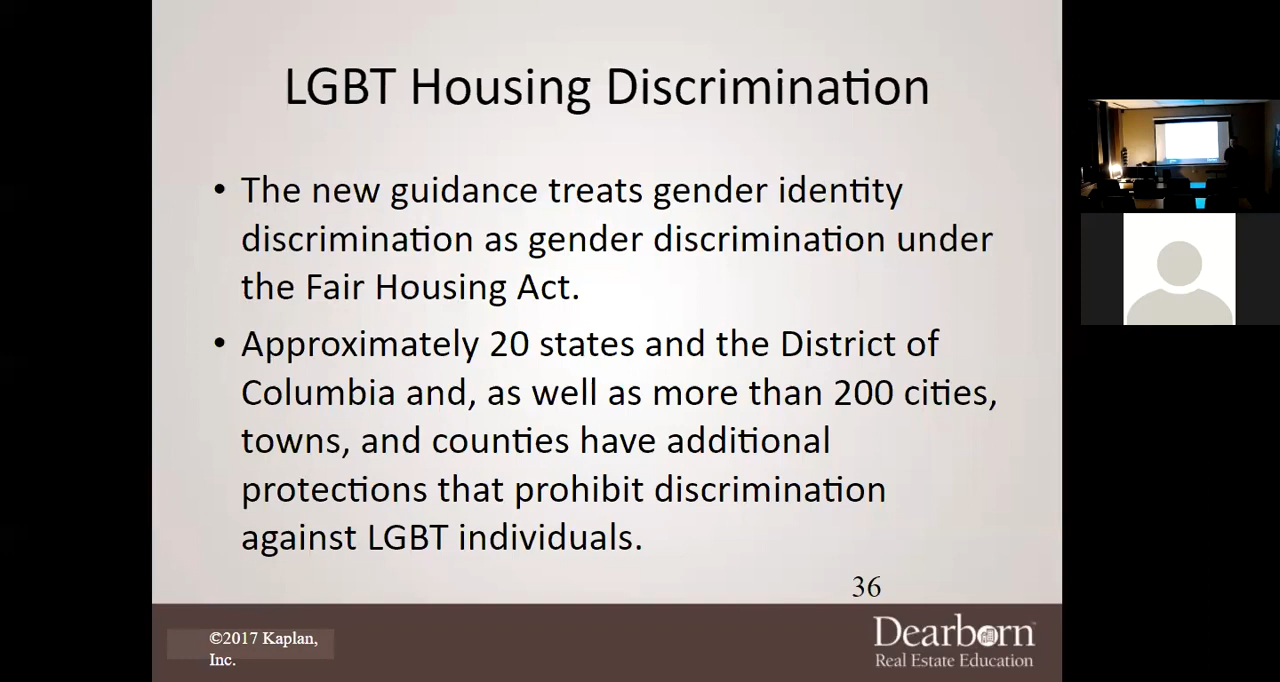 LGBT Housing Discrimination
• The new guidance treats gender identity
discrimination as gender discrimination under
the Fair Housing Act.
• Approximately 20 states and the District of
Columbia and, as well as more than 200 cities,
towns, and counties have additional
protections that prohibit discrimination
against LGBT individuals.
36
©2017 Kaplan,
Inc.
Dearborn™
Real Estate Education